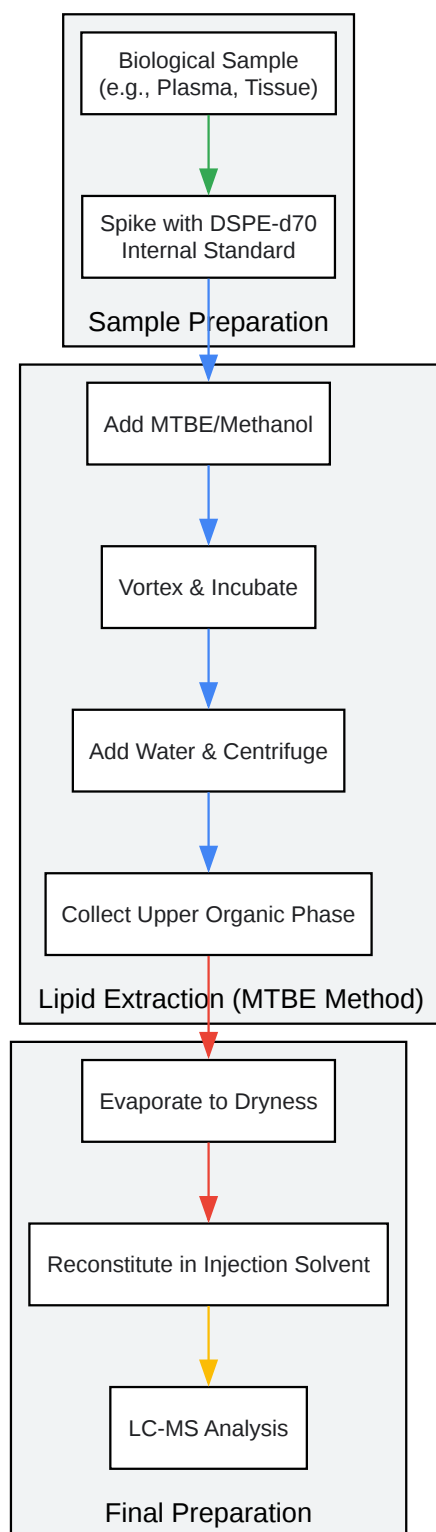 Biological Sample
(e.g., Plasma, Tissue)
Spike with DSPE-d70
Internal Standard
Sample Preparation
Add MTBE/Methanol
Vortex & Incubate
Add Water & Centrifuge
Collect Upper Organic Phase
Lipid Extraction (MTBE Method)
Evaporate to Dryness
Reconstitute in Injection Solvent
LC-MS Analysis
Final Preparation